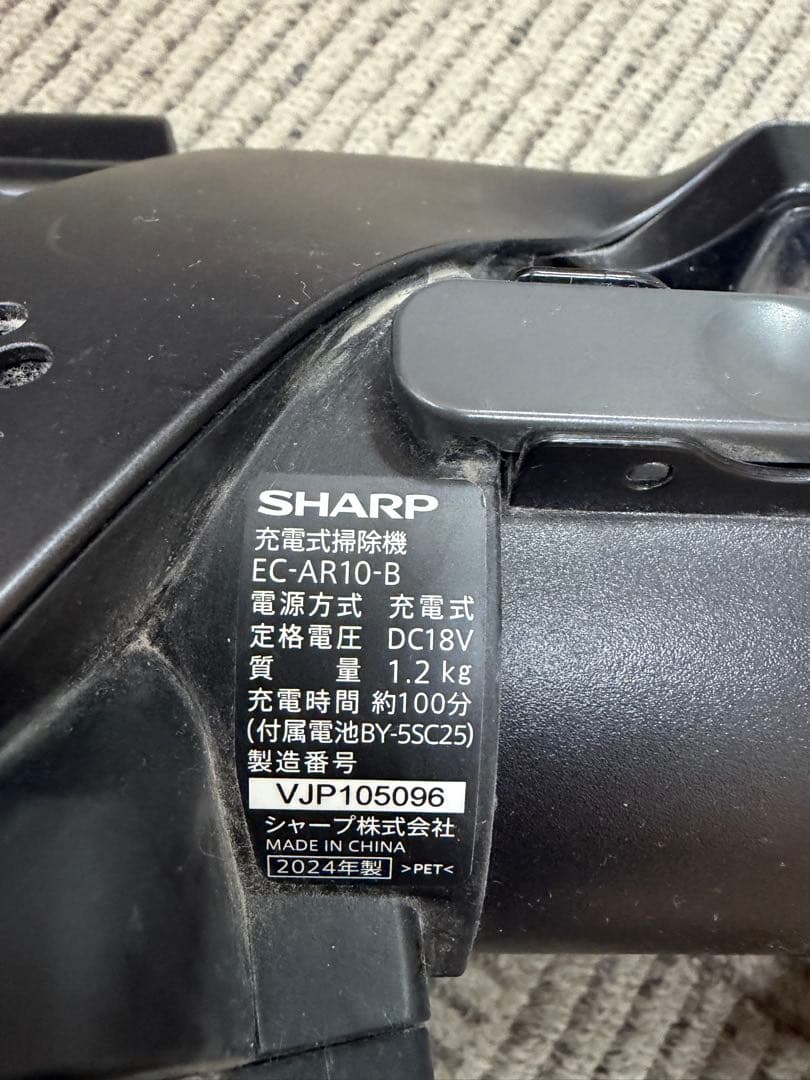 SHARP
充電式掃除機
EC-AR10-B
電源方式 充電式
定格電圧 DC18V
質量 1.2 kg
充電時間 約100分
(付属電池BY-5SC25)
製造番号
VJP105096
シャープ株式会社
MADE IN CHINA
2024年製 >PET<